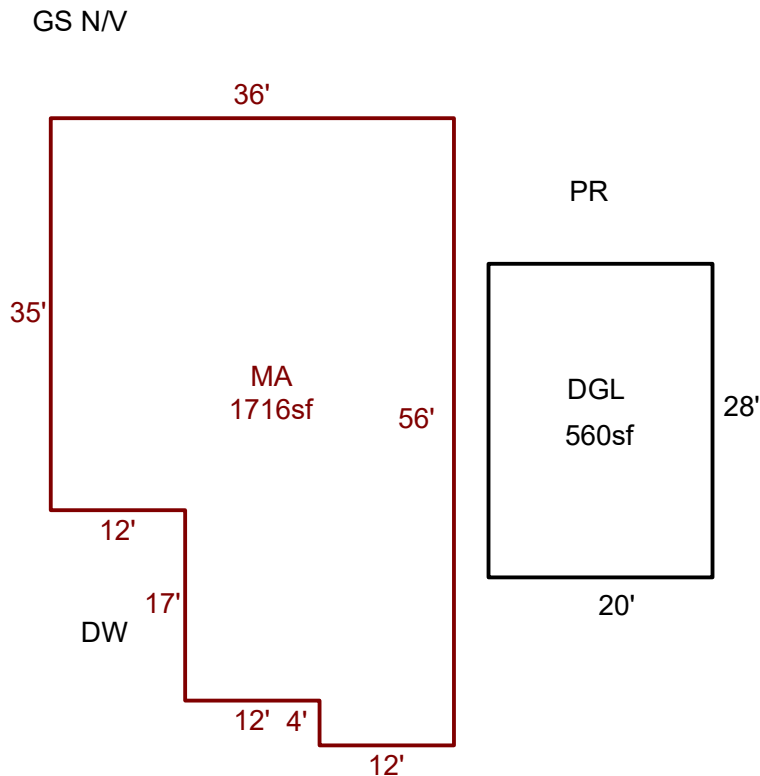 GS N/V
36'
PR
35'
MA
1716sf
56'
DGL
560sf
28'
12'
17'
DW
20'
12'
4'
12'